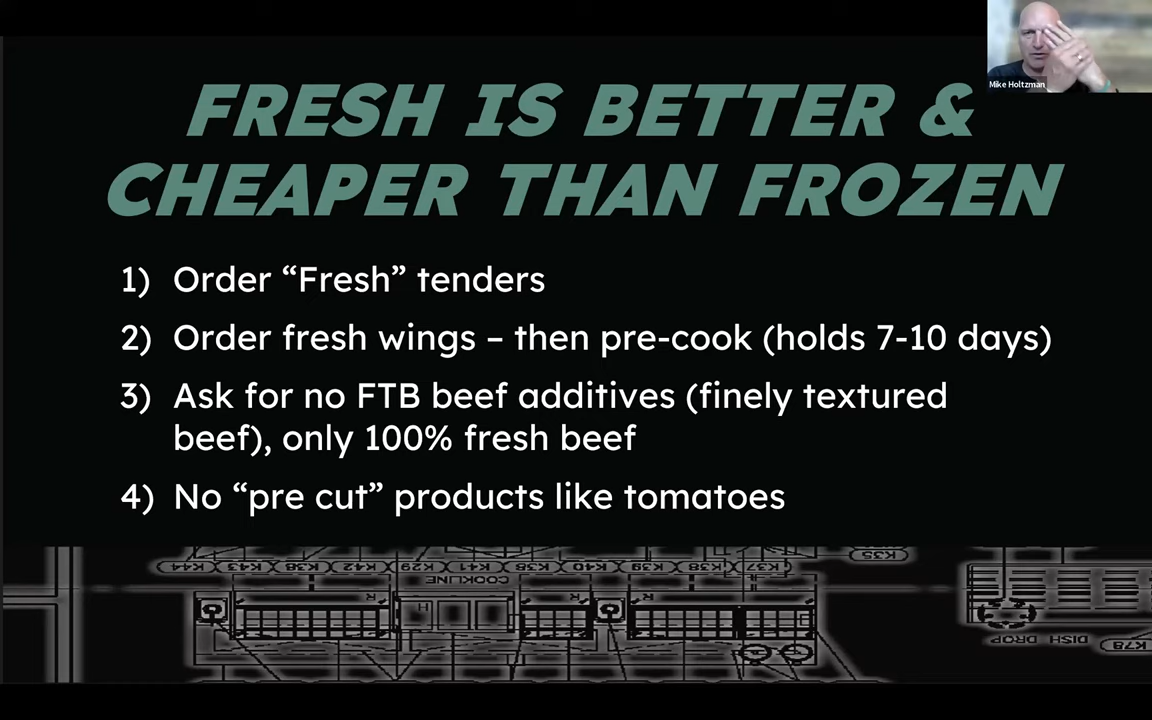 Mike Holtzman
FRESH IS BETTER &
CHEAPER THAN FROZEN
1) Order “Fresh” tenders
2) Order fresh wings – then pre-cook (holds 7-10 days)
3) Ask for no FTB beef additives (finely textured
beef), only 100% fresh beef
4) No “pre cut” products like tomatoes
K35
K44 K43 K38 K42 K29 K41 K40 K39 K38 K37
COOKLINE
R R
H
DISH DROP
K78